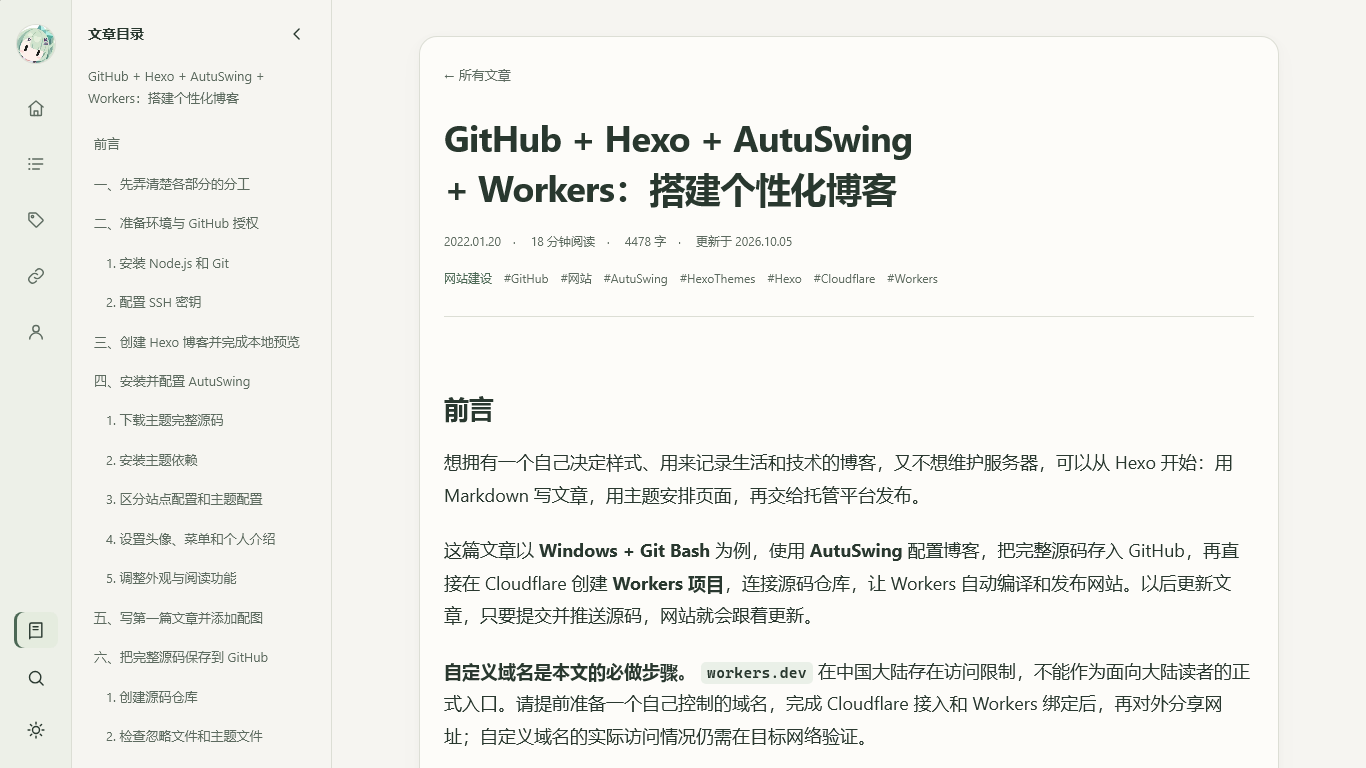 文章目录
GitHub + Hexo + AutuSwing +
Workers：搭建个性化博客
前言
一、先弄清楚各部分的分工
二、准备环境与 GitHub 授权
1. 安装 Node.js 和 Git
2. 配置 SSH 密钥
三、创建 Hexo 博客并完成本地预览
四、安装并配置 AutuSwing
1. 下载主题完整源码
2. 安装主题依赖
3. 区分站点配置和主题配置
4. 设置头像、菜单和个人介绍
5. 调整外观与阅读功能
五、写第一篇文章并添加配图
六、把完整源码保存到 GitHub
1. 创建源码仓库
2. 检查忽略文件和主题文件
← 所有文章
GitHub + Hexo + AutuSwing
+ Workers：搭建个性化博客
2022.01.20 · 18 分钟阅读 · 4478 字 · 更新于 2026.10.05
网站建设 #GitHub #网站 #AutuSwing #HexoThemes #Hexo #Cloudflare #Workers
前言
想拥有一个自己决定样式、用来记录生活和技术的博客，又不想维护服务器，可以从 Hexo 开始：用
Markdown 写文章，用主题安排页面，再交给托管平台发布。
这篇文章以 Windows + Git Bash 为例，使用 AutuSwing 配置博客，把完整源码存入 GitHub，再直
接在 Cloudflare 创建 Workers 项目，连接源码仓库，让 Workers 自动编译和发布网站。以后更新文
章，只要提交并推送源码，网站就会跟着更新。
自定义域名是本文的必做步骤。 workers.dev 在中国大陆存在访问限制，不能作为面向大陆读者的正
式入口。请提前准备一个自己控制的域名，完成 Cloudflare 接入和 Workers 绑定后，再对外分享网
址；自定义域名的实际访问情况仍需在目标网络验证。